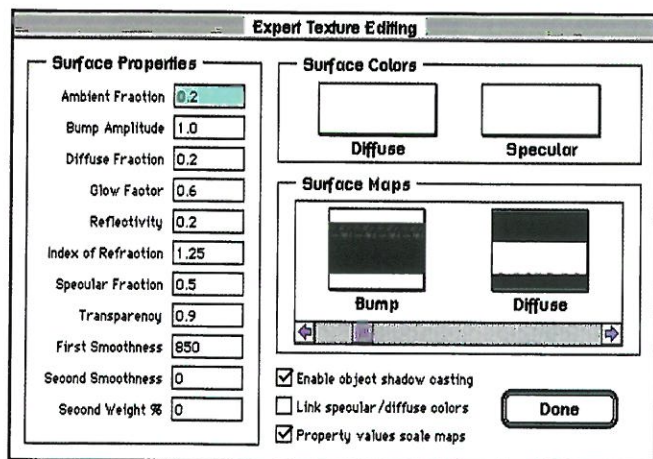 Expert Texture Editing
Surface Properties
Ambient Fraction 0.2
Bump Amplitude 1.0
Diffuse Fraction 0.2
Glow Factor 0.6
Reflectivity 0.2
Index of Refraction 1.25
Specular Fraction 0.5
Transparency 0.9
First Smoothness 850
Second Smoothness 0
Second Weight % 0
Surface Colors
Diffuse Specular
Surface Maps
Bump Diffuse
Enable object shadow casting
Link specular/diffuse colors
Property values scale maps
Done